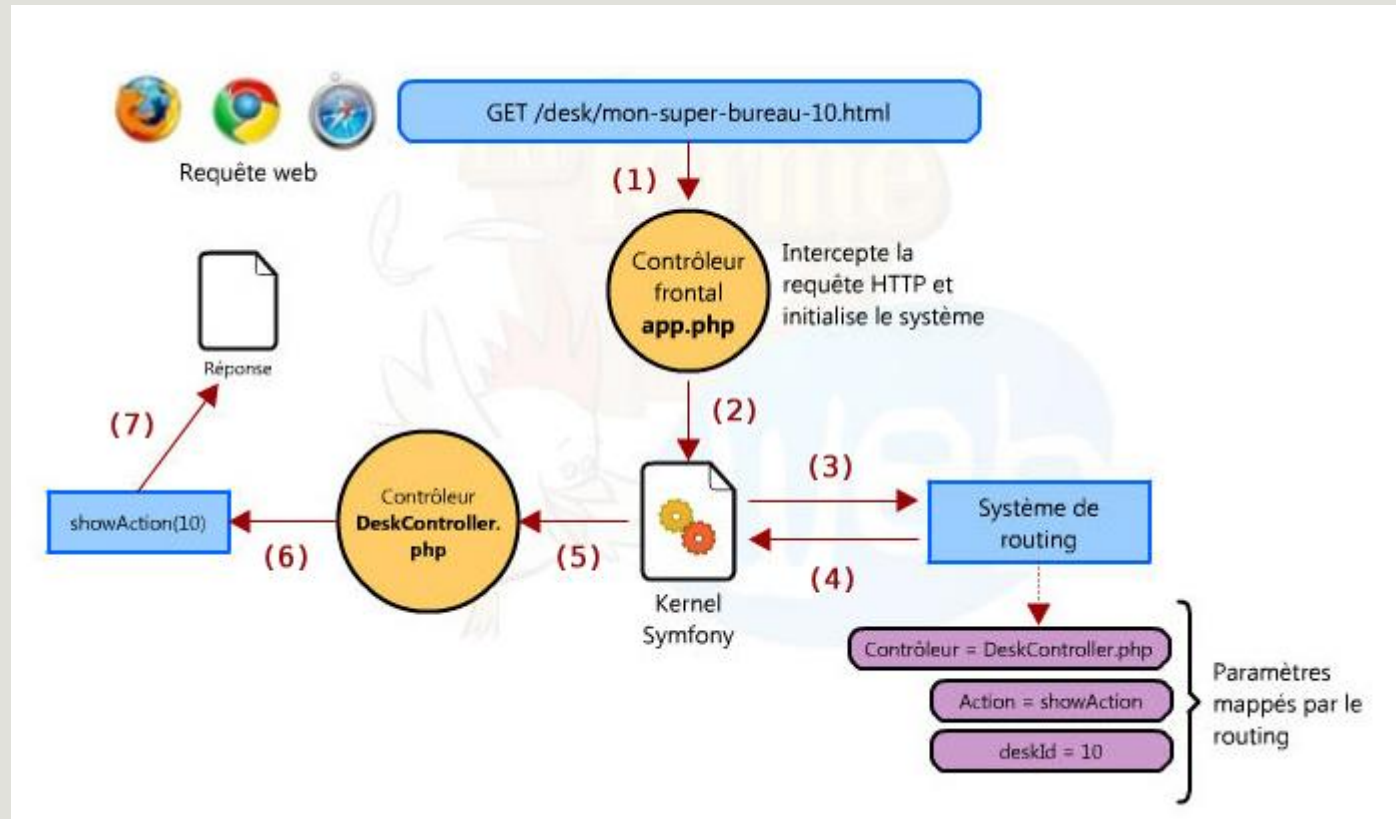 GET /desk/mon-super-bureau-10.html
Requête web
(1)
Contrôleur
frontal
app.php
Intercepte la
requête HTTP et
initialise le système
Réponse
(2)
(7)
(3)
Contrôleur
DeskController.
php
showAction(10)
Système de
routing
(6)
(5)
(4)
Kernel
Symfony
Contrôleur = DeskController.php
Action = showAction
deskId = 10
Paramètres
mappés par le
routing